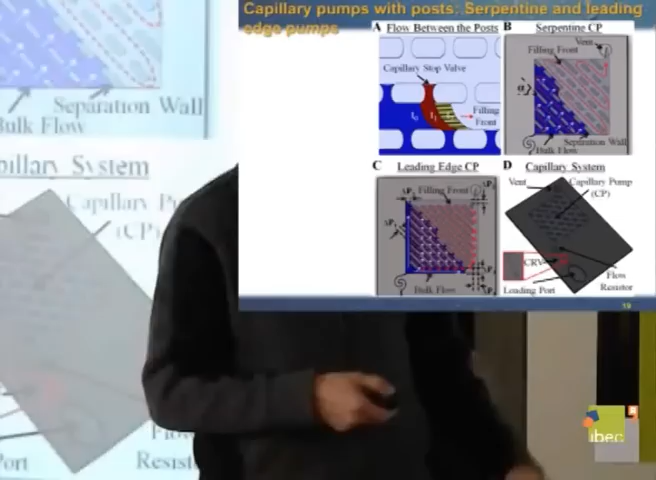 Capillary pumps with posts: Serpentine and leading
edge pumps
A Flow Between the Posts
B Serpentine CP
Vent
Filling Front
Capillary Stop Valve
Filling
Front
Separation Wall
Bulk Flow
C Leading Edge CP
D Capillary System
Filling Front
Vent
Capillary Pump
(CP)
CRV
Flow
Resistor
Loading Port
Bulk Flow
19
Separation Wall
Bulk Flow
pillary System
Capillary Pu
(CP)
Flow
Resist
Port
ibec